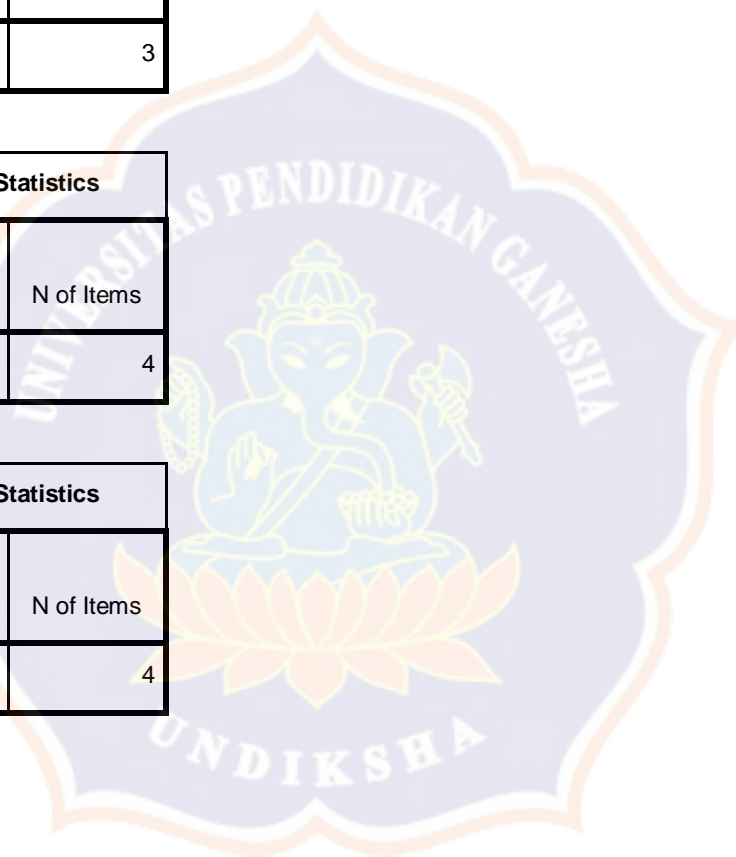 3
Statistics
N of Items
4
Statistics
N of Items
4
UNIVERSITAS PENDIDIKAN GANESHA
UNDIKSHA